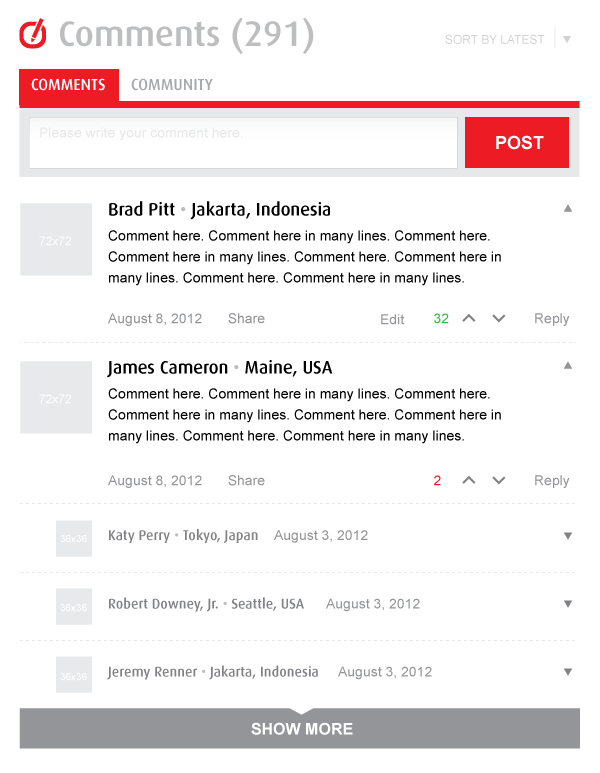 Comments (291)
SORT BY LATEST
COMMENTS COMMUNITY
Please write your comment here.
POST
72x72
Brad Pitt • Jakarta, Indonesia
Comment here. Comment here in many lines. Comment here.
Comment here in many lines. Comment here. Comment here in
many lines. Comment here. Comment here in many lines.
August 8, 2012 Share Edit 32 Reply
72x72
James Cameron • Maine, USA
Comment here. Comment here in many lines. Comment here.
Comment here in many lines. Comment here. Comment here in
many lines. Comment here. Comment here in many lines.
August 8, 2012 Share 2 Reply
36x36 Katy Perry • Tokyo, Japan August 3, 2012
36x36 Robert Downey, Jr. • Seattle, USA August 3, 2012
36x36 Jeremy Renner • Jakarta, Indonesia August 3, 2012
SHOW MORE